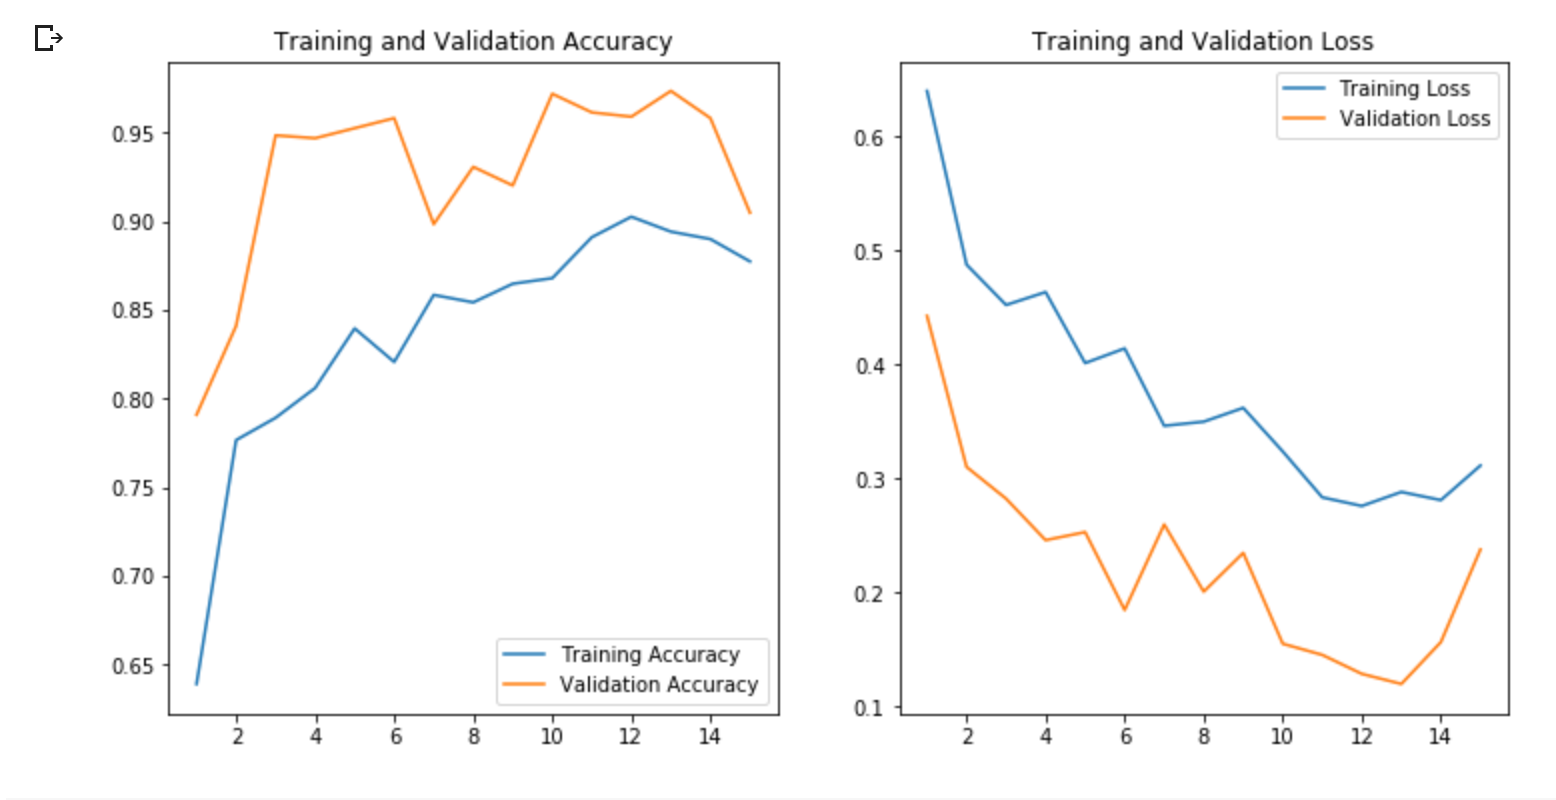 Training and Validation Accuracy
0.95
0.90
0.85
0.80
0.75
0.70
0.65
Training Accuracy
Validation Accuracy
2 4 6 8 10 12 14
Training and Validation Loss
Training Loss
Validation Loss
0.6
0.5
0.4
0.3
0.2
0.1
2 4 6 8 10 12 14